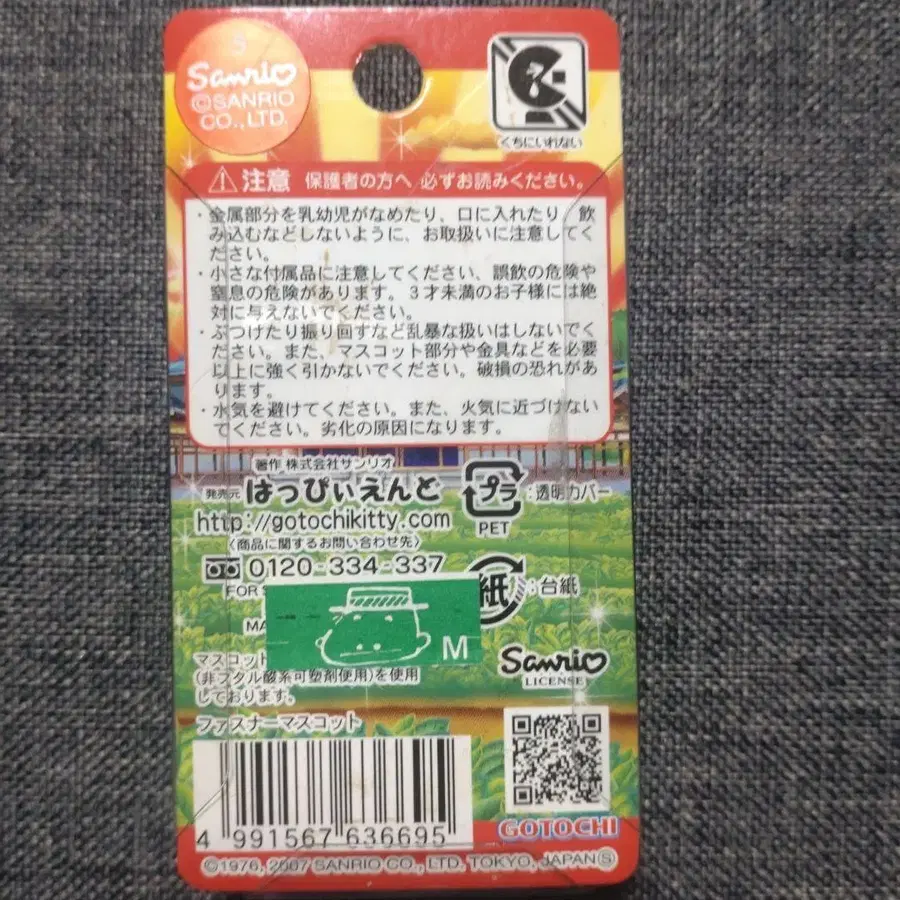 S
Sanrio
©SANRIO
CO., LTD.
くちにいれない
注意 保護者の方へ 必ずお読みください。
・金属部分を乳幼児がなめたり、口に入れたり、飲
み込むなどしないように、お取扱いに注意してく
ださい。
・小さな付属品に注意してください、誤飲の危険や
窒息の危険があります。3才未満のお子様には絶
対に与えないでください。
・ぶつけたり振り回すなど乱暴な扱いはしないでく
ださい。また、マスコット部分や金具などを必要
以上に強く引かないでください。破損の恐れがあ
ります。
・水気を避けてください。また、火気に近づけない
でください。劣化の原因になります。
著作 株式会社サンリオ
発売元 はっぴぃえんど
http://gotochikitty.com
〈商品に関するお問い合わせ先〉
0120-334-337
FOR
MA
プラ :透明カバー
PET
紙 :台紙
M
マスコット
(非フタル酸系可塑剤使用)を使用
しております。
Sanrio
LICENSE
ファスナーマスコット
4 991567 636695
GOTOCHI
©1976, 2007 SANRIO CO., LTD. TOKYO, JAPAN Ⓢ